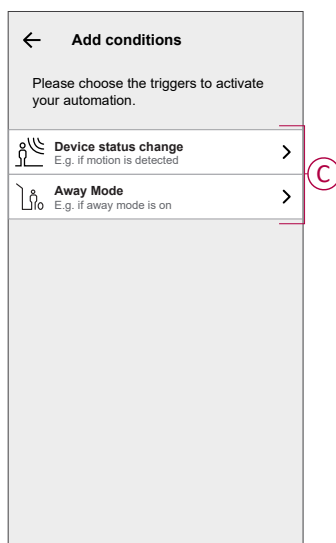 Add conditions
Please choose the triggers to activate
your automation.
Device status change
E.g. if motion is detected
C
Away Mode
E.g. if away mode is on